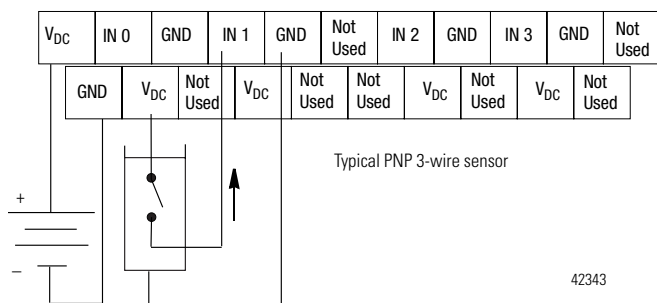 VDC IN 0 GND IN 1 GND Not Used IN 2 GND IN 3 GND Not Used
GND VDC Not Used VDC Not Used Not Used VDC Not Used VDC Not Used
Typical PNP 3-wire sensor
+
–
42343